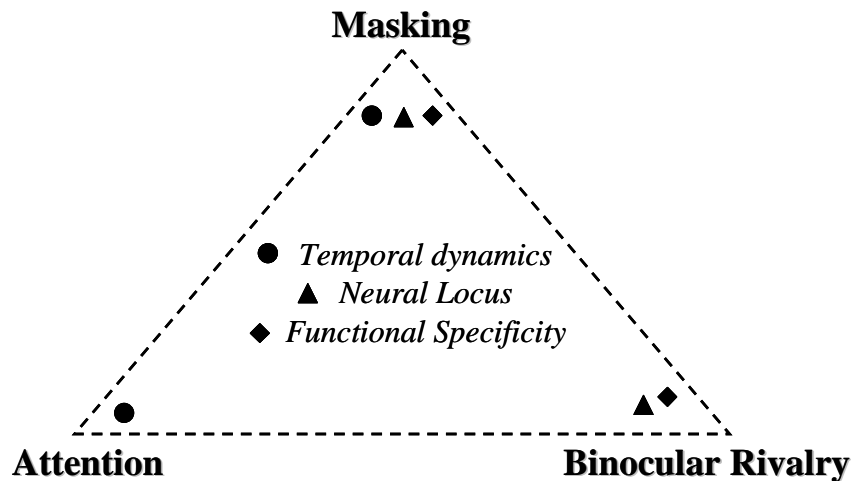 Masking
Temporal dynamics
Neural Locus
Functional Specificity
Attention
Binocular Rivalry